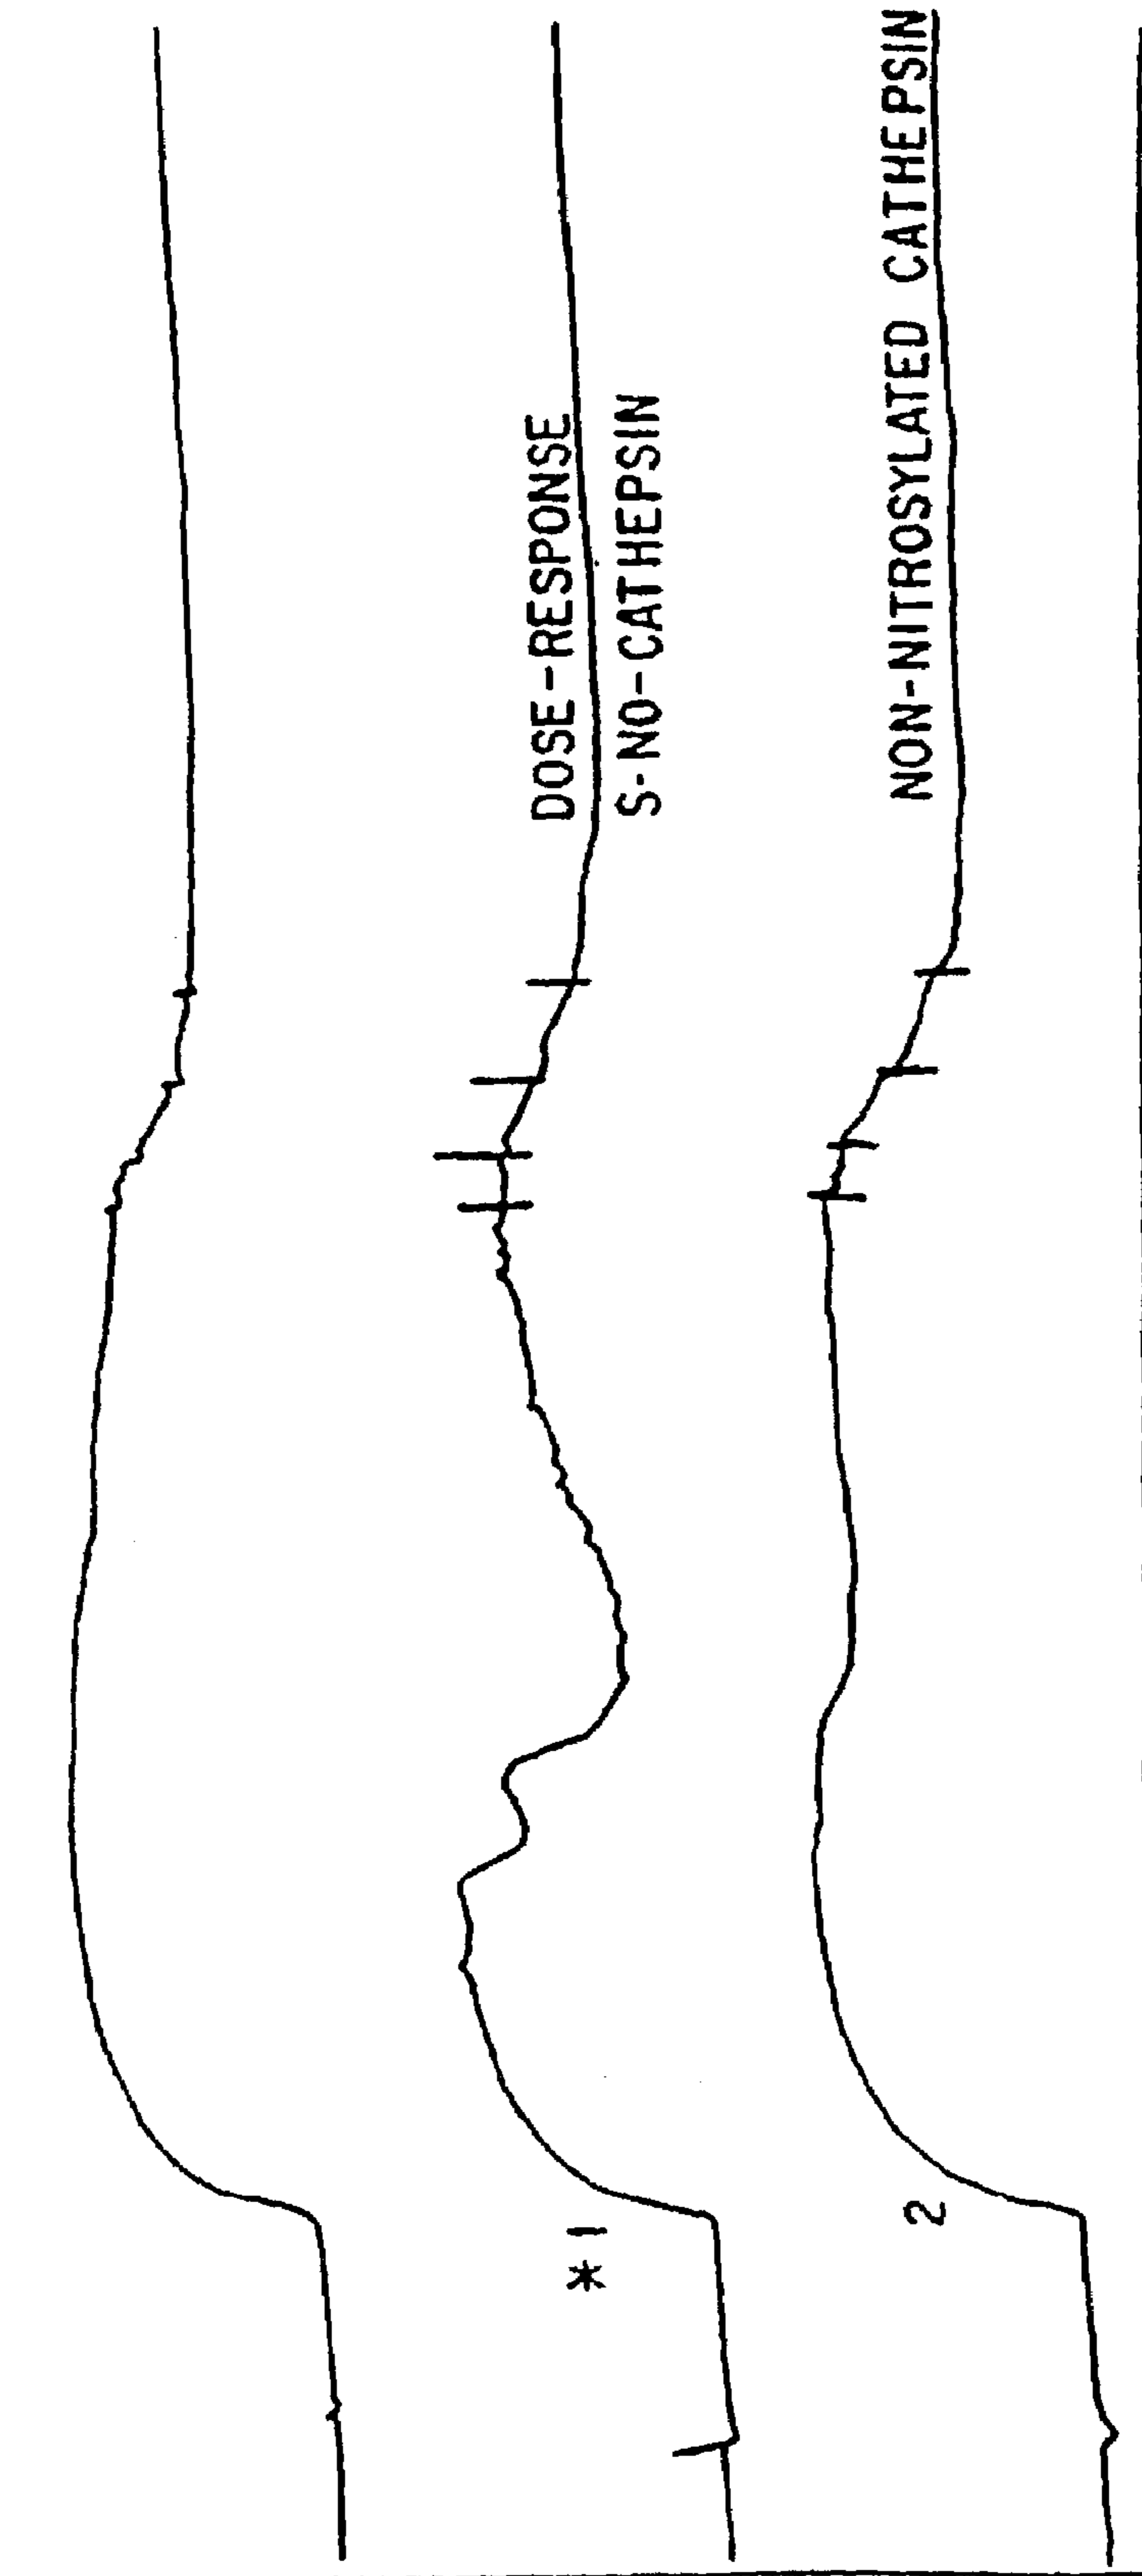 DOSE-RESPONSE
S-NO-CATHEPSIN
*1
NON-NITROSYLATED CATHEPSIN
2